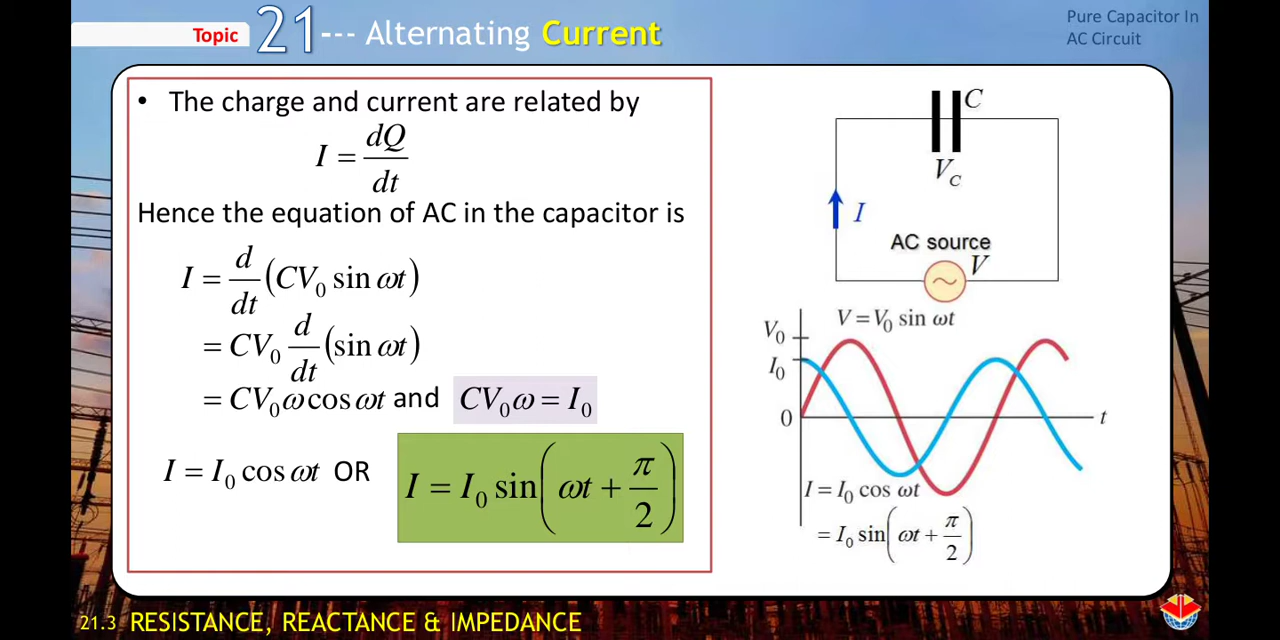 Topic 21--- Alternating Current
Pure Capacitor In
AC Circuit
• The charge and current are related by
I = dQ/dt
Hence the equation of AC in the capacitor is
I = d/dt (CV₀ sin ωt)
= CV₀ d/dt (sin ωt)
= CV₀ω cos ωt and CV₀ω = I₀
I = I₀ cos ωt OR I = I₀ sin(ωt + π/2)
C
V_C
I
AC source
V
V = V₀ sin ωt
V₀
I₀
0
t
I = I₀ cos ωt
= I₀ sin(ωt + π/2)
21.3 RESISTANCE, REACTANCE & IMPEDANCE